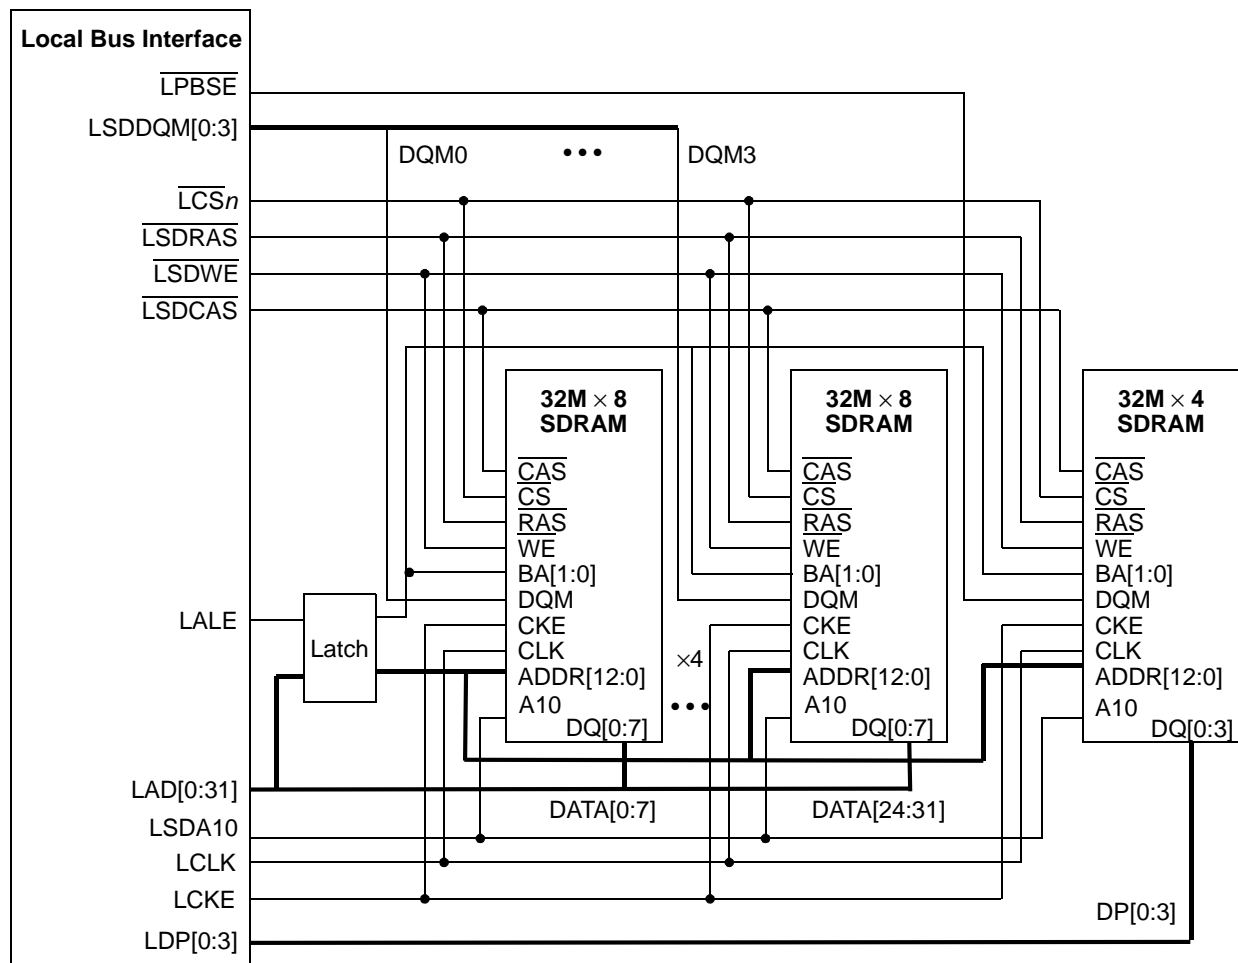 Local Bus Interface
LPBSE
LSDDQM[0:3]
DQM0
•••
DQM3
LCSn
LSDRAS
LSDWE
LSDCAS
32M × 8
SDRAM
CAS
CS
RAS
WE
BA[1:0]
DQM
CKE
CLK
ADDR[12:0]
A10
DQ[0:7]
×4
•••
32M × 8
SDRAM
CAS
CS
RAS
WE
BA[1:0]
DQM
CKE
CLK
ADDR[12:0]
A10
DQ[0:7]
32M × 4
SDRAM
CAS
CS
RAS
WE
BA[1:0]
DQM
CKE
CLK
ADDR[12:0]
A10
DQ[0:3]
LALE
Latch
LAD[0:31]
DATA[0:7]
DATA[24:31]
LSDA10
LCLK
LCKE
DP[0:3]
LDP[0:3]